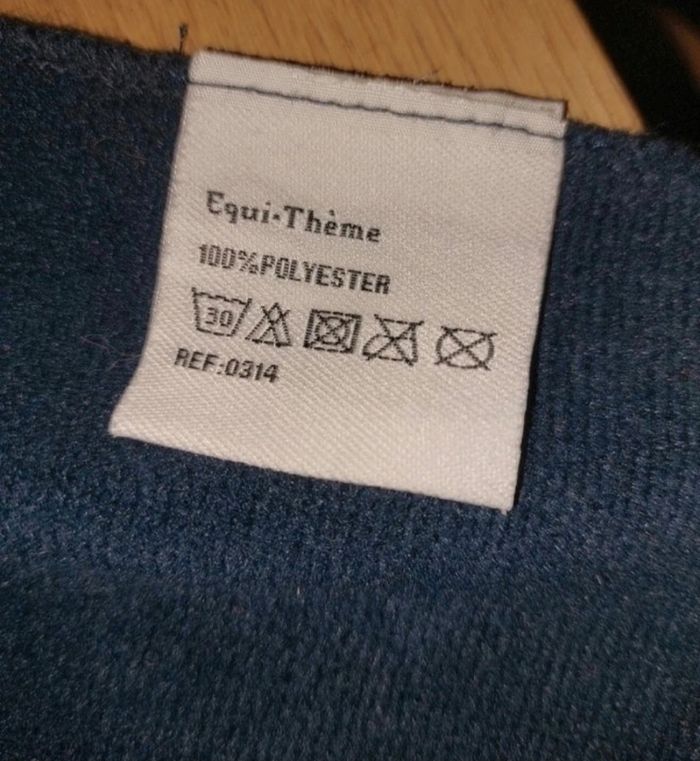 Equi-Thème
100%POLYESTER
30
REF:0314